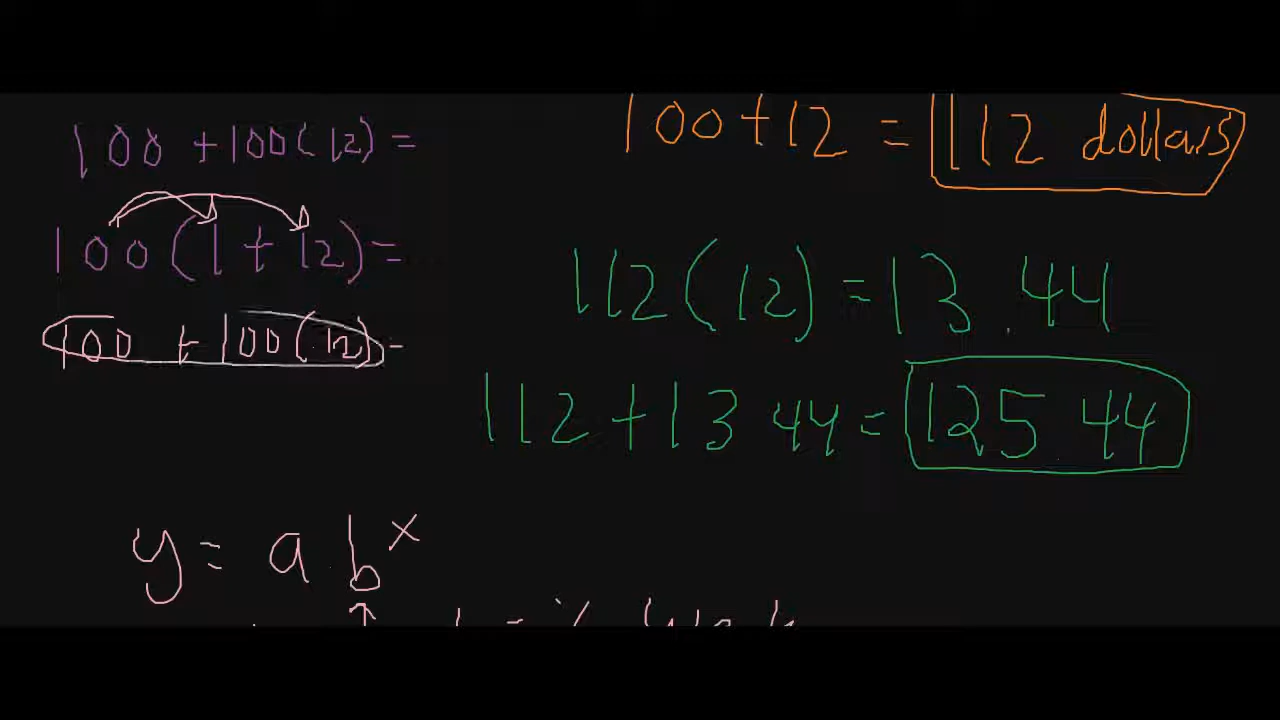 100 + 100(12) =
100(1 + 12) =
100 + 100(12) =
100 + 12 = 112 dollars
112(12) = 13.44
112 + 13 44 = 125 44
y = ab^x